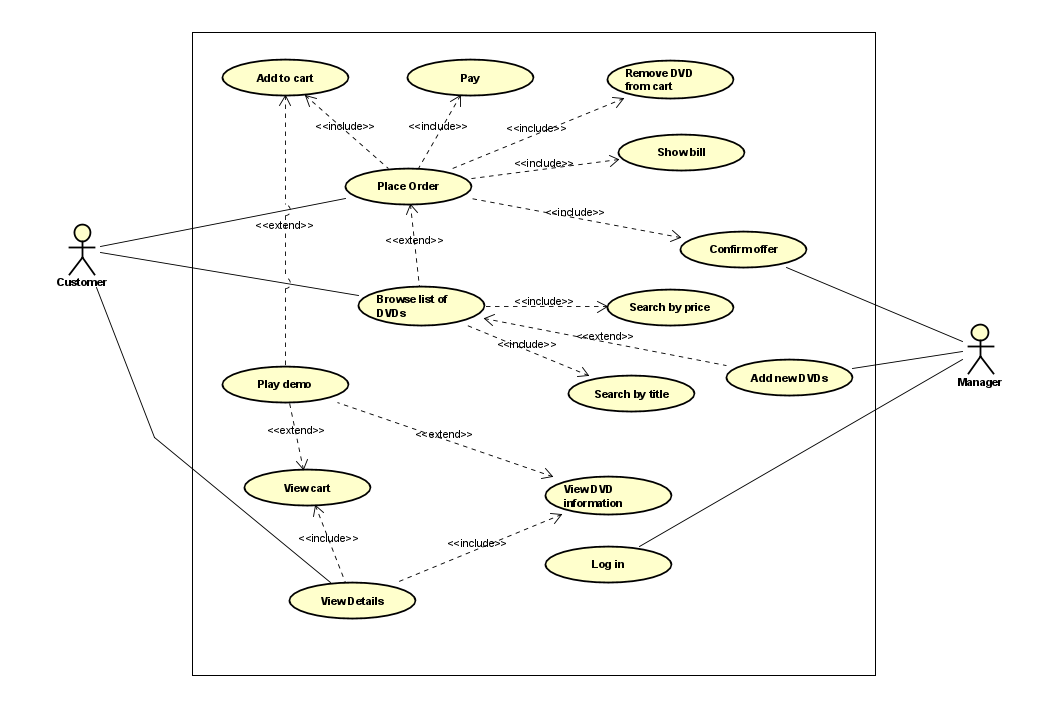 Add to cart
Pay
Remove DVD
from cart
<<include>>
<<include>>
<<include>>
Show bill
<<include>>
Place Order
<<include>>
<<extend>>
<<extend>>
Confirm offer
Customer
Browse list of
DVDs
<<include>>
Search by price
<<extend>>
<<include>>
Add new DVDs
Manager
Play demo
Search by title
<<extend>>
<<extend>>
View cart
View DVD
information
<<include>>
<<include>>
Log in
View Details